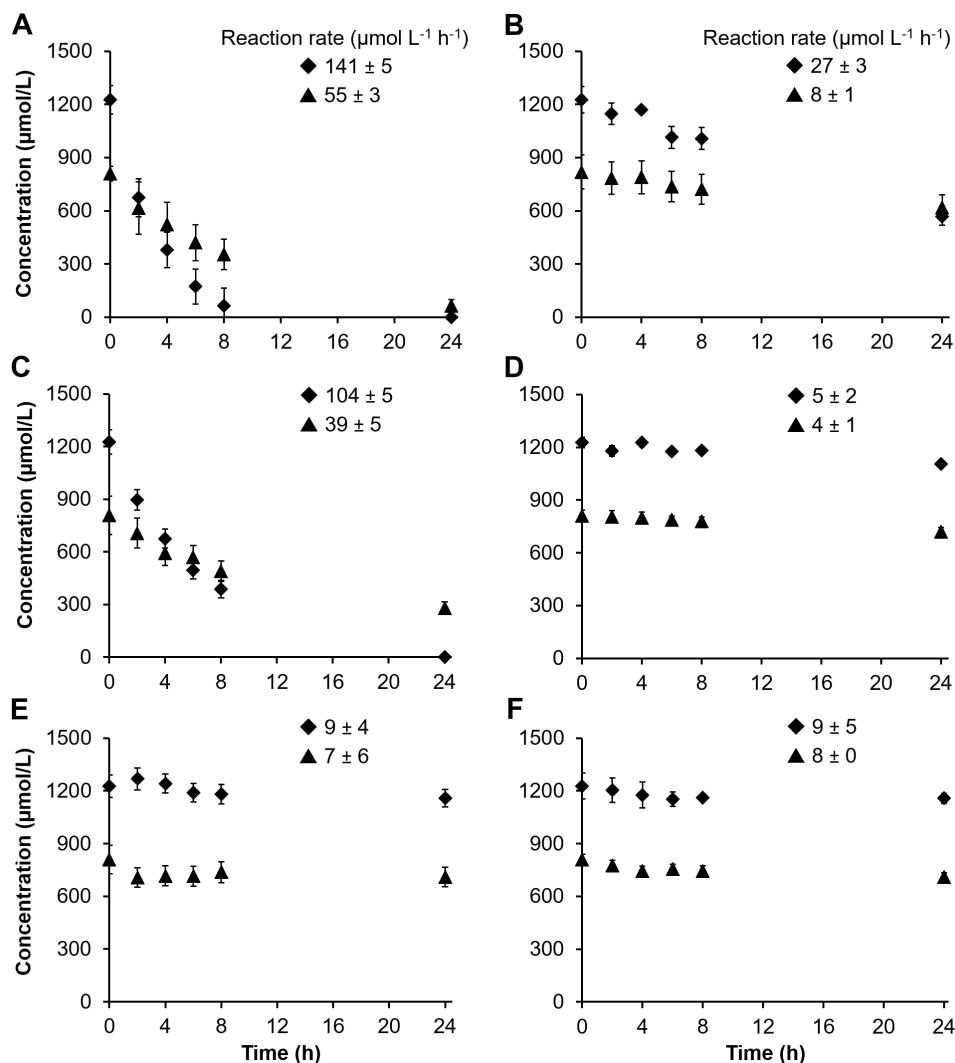 A
Reaction rate (µmol L-1 h-1)
◆ 141 ± 5
▲ 55 ± 3
Concentration (µmol/L)
1500
1200
900
600
300
0
0 4 8 12 16 20 24
B
Reaction rate (µmol L-1 h-1)
◆ 27 ± 3
▲ 8 ± 1
1500
1200
900
600
300
0
0 4 8 12 16 20 24
C
◆ 104 ± 5
▲ 39 ± 5
Concentration (µmol/L)
1500
1200
900
600
300
0
0 4 8 12 16 20 24
D
◆ 5 ± 2
▲ 4 ± 1
1500
1200
900
600
300
0
0 4 8 12 16 20 24
E
◆ 9 ± 4
▲ 7 ± 6
Concentration (µmol/L)
1500
1200
900
600
300
0
0 4 8 12 16 20 24
Time (h)
F
◆ 9 ± 5
▲ 8 ± 0
1500
1200
900
600
300
0
0 4 8 12 16 20 24
Time (h)